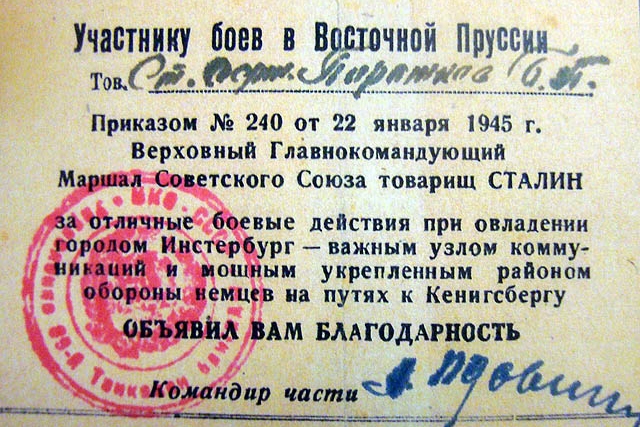 Участнику боев в Восточной Пруссии
Тов. Ст. серж.
Приказом № 240 от 22 января 1945 г.
Верховный Главнокомандующий
Маршал Советского Союза товарищ СТАЛИН
за отличные боевые действия при овладении
городом Инстербург — важным узлом комму-
никаций и мощным укрепленным районом
обороны немцев на путях к Кенигсбергу
ОБЪЯВИЛ ВАМ БЛАГОДАРНОСТЬ
Командир части